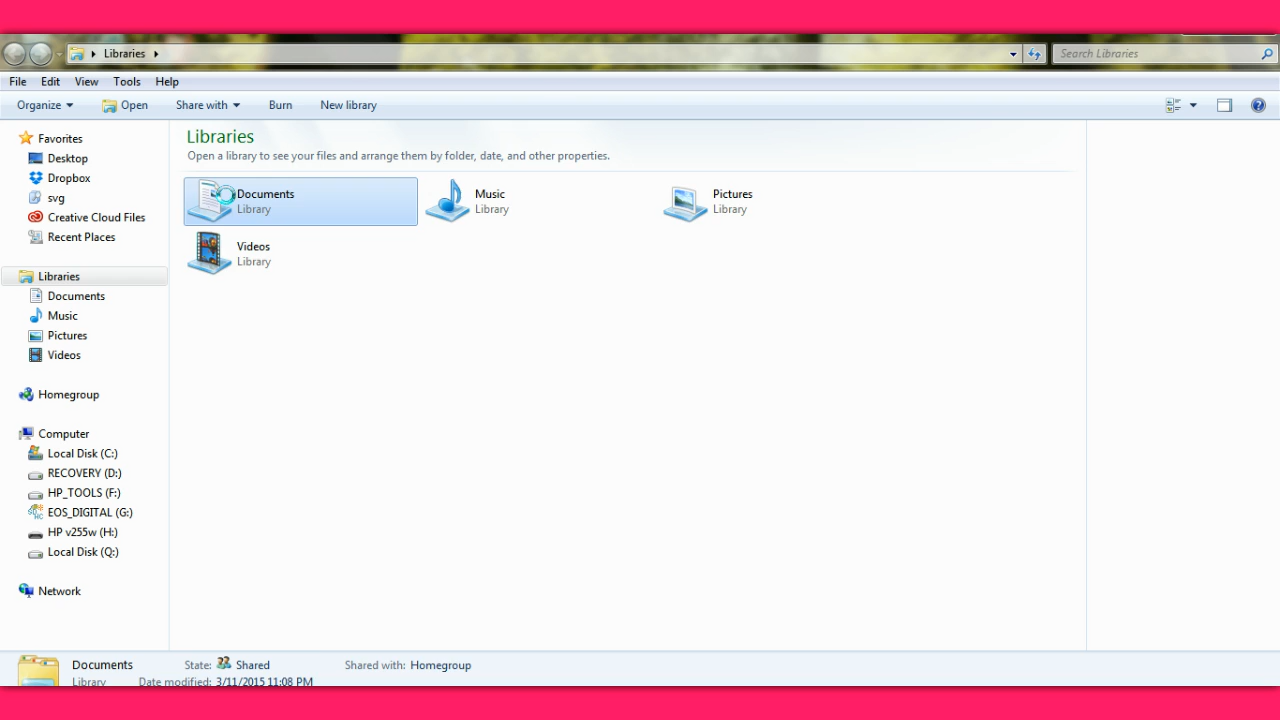 Libraries
Search Libraries
File Edit View Tools Help
Organize Open Share with Burn New library
Favorites
Desktop
Dropbox
svg
Creative Cloud Files
Recent Places
Libraries
Documents
Music
Pictures
Videos
Homegroup
Computer
Local Disk (C:)
RECOVERY (D:)
HP_TOOLS (F:)
EOS_DIGITAL (G:)
HP v255w (H:)
Local Disk (Q:)
Network
Libraries
Open a library to see your files and arrange them by folder, date, and other properties.
Documents
Library
Music
Library
Pictures
Library
Videos
Library
Documents State: Shared Shared with: Homegroup
Library Date modified: 3/11/2015 11:08 PM